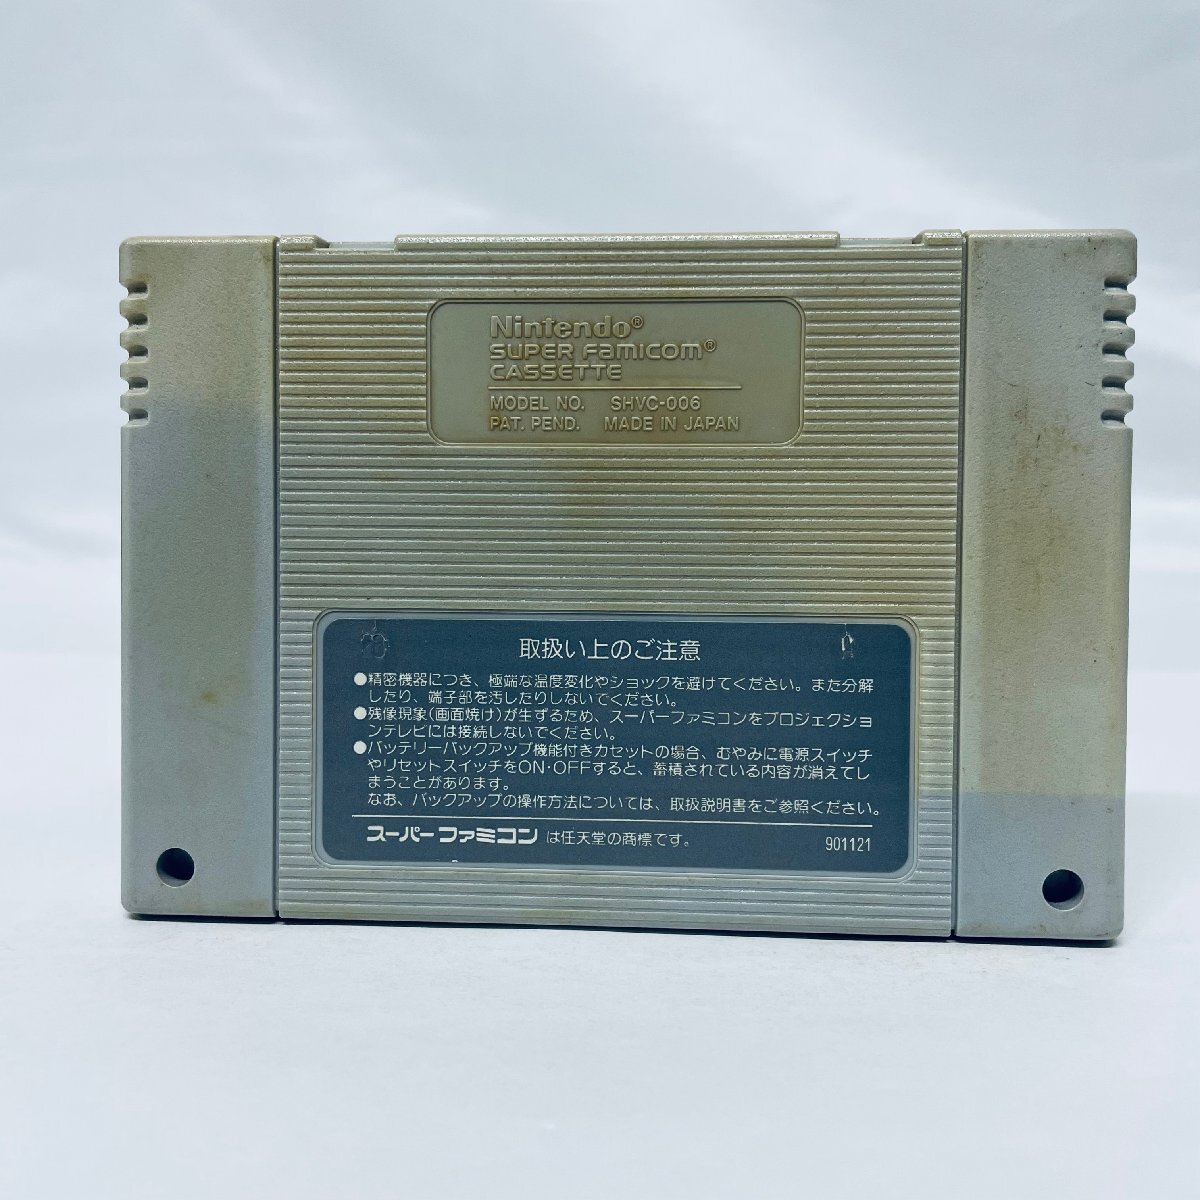 Nintendo®
SUPER FAMICOM®
CASSETTE
MODEL NO. SHVC-006
PAT. PEND. MADE IN JAPAN
取扱い上のご注意
●精密機器につき、極端な温度変化やショックを避けてください。また分解
したり、端子部を汚したりしないでください。
●残像現象(画面焼け)が生ずるため、スーパーファミコンをプロジェクショ
ンテレビには接続しないでください。
●バッテリーバックアップ機能付きカセットの場合、むやみに電源スイッチ
やリセットスイッチをON・OFFすると、蓄積されている内容が消えてし
まうことがあります。
なお、バックアップの操作方法については、取扱説明書をご参照ください。
スーパーファミコン は任天堂の商標です。 901121